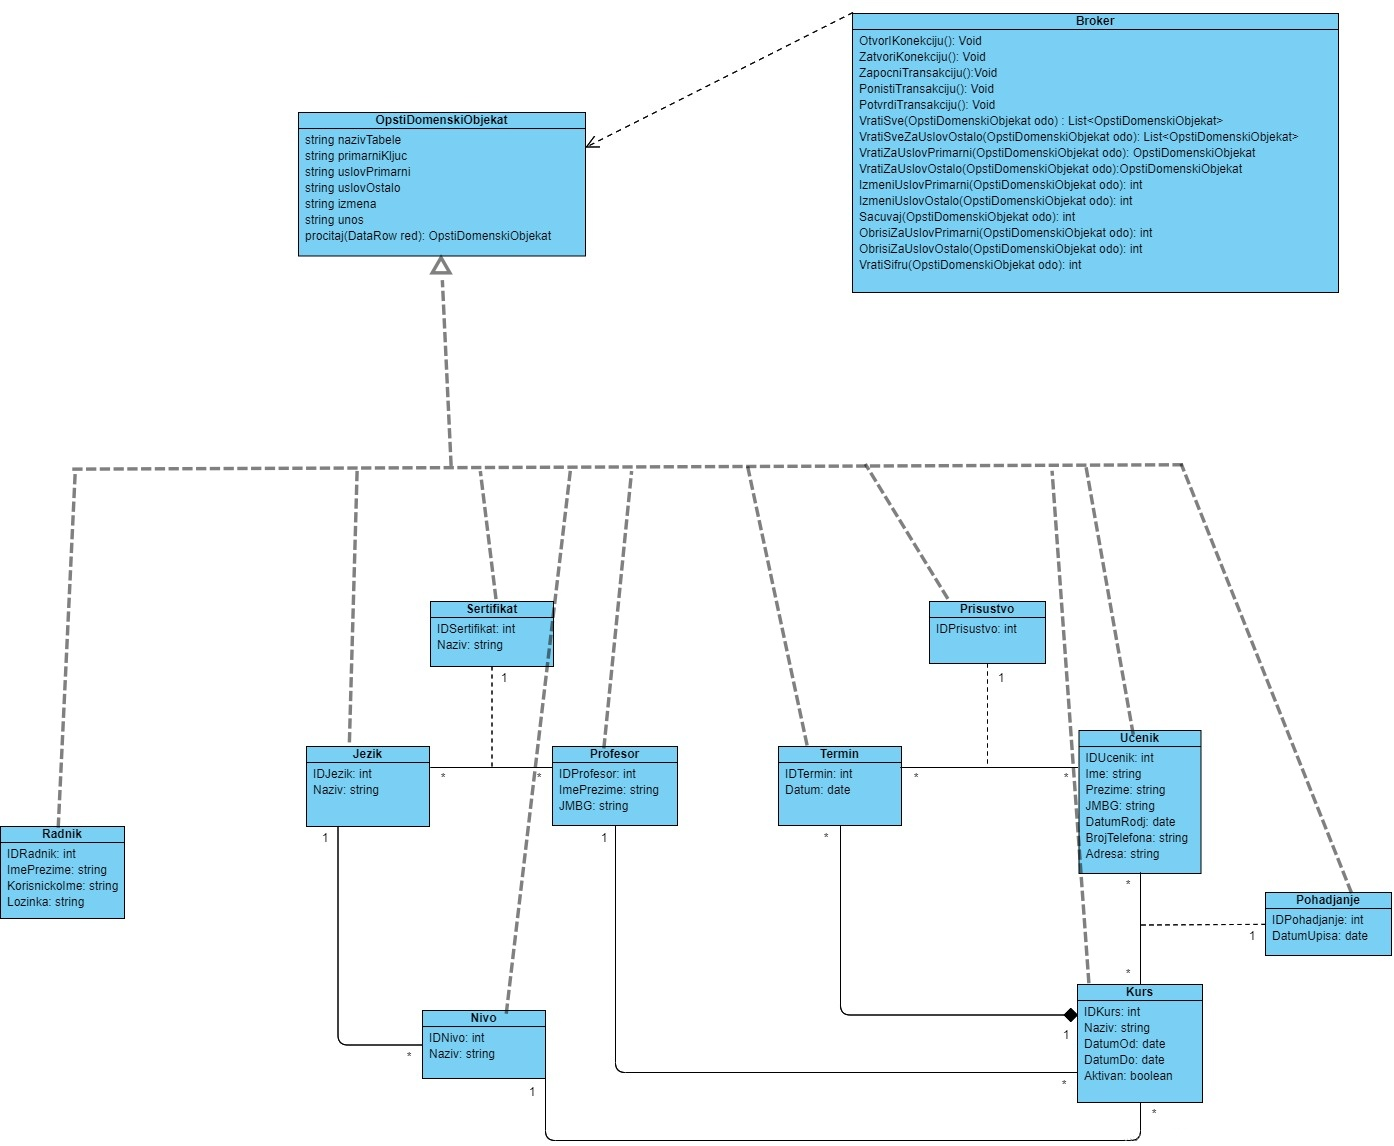 Broker
OtvorIKonekciju(): Void
ZatvoriKonekciju(): Void
ZapocniTransakciju():Void
PonistiTransakciju(): Void
PotvrdiTransakciju(): Void
VratiSve(OpstiDomenskiObjekat odo) : List<OpstiDomenskiObjekat>
VratiSveZaUslovOstalo(OpstiDomenskiObjekat odo): List<OpstiDomenskiObjekat>
VratiZaUslovPrimarni(OpstiDomenskiObjekat odo): OpstiDomenskiObjekat
VratiZaUslovOstalo(OpstiDomenskiObjekat odo):OpstiDomenskiObjekat
IzmeniUslovPrimarni(OpstiDomenskiObjekat odo): int
IzmeniUslovOstalo(OpstiDomenskiObjekat odo): int
Sacuvaj(OpstiDomenskiObjekat odo): int
ObrisiZaUslovPrimarni(OpstiDomenskiObjekat odo): int
ObrisiZaUslovOstalo(OpstiDomenskiObjekat odo): int
VratiSifru(OpstiDomenskiObjekat odo): int
OpstiDomenskiObjekat
string nazivTabele
string primarniKljuc
string uslovPrimarni
string uslovOstalo
string izmena
string unos
procitaj(DataRow red): OpstiDomenskiObjekat
Sertifikat
IDSertifikat: int
Naziv: string
1
Prisustvo
IDPrisustvo: int
1
Jezik
IDJezik: int
Naziv: string
*
*
1
Profesor
IDProfesor: int
ImePrezime: string
JMBG: string
1
Termin
IDTermin: int
Datum: date
*
*
*
Učenik
IDUcenik: int
Ime: string
Prezime: string
JMBG: string
DatumRodj: date
BrojTelefona: string
Adresa: string
*
Radnik
IDRadnik: int
ImePrezime: string
KorisnickoIme: string
Lozinka: string
Pohadjanje
IDPohadjanje: int
DatumUpisa: date
1
*
Nivo
IDNivo: int
Naziv: string
*
1
Kurs
IDKurs: int
Naziv: string
DatumOd: date
DatumDo: date
Aktivan: boolean
1
*
*